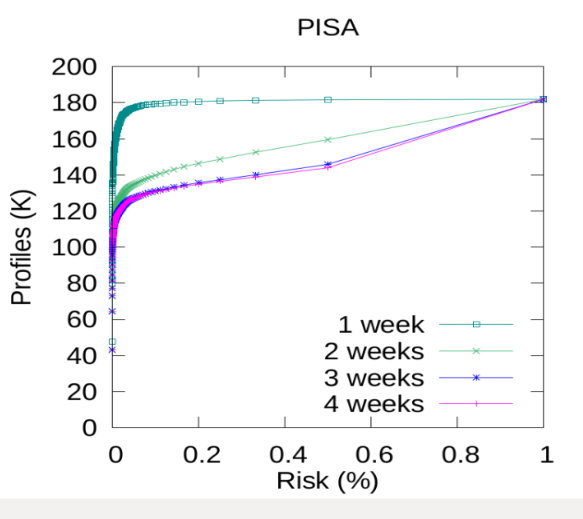 PISA
200
180
160
140
120
100
80
60
40
20
0
Profiles (K)
1 week
2 weeks
3 weeks
4 weeks
0 0.2 0.4 0.6 0.8 1
Risk (%)